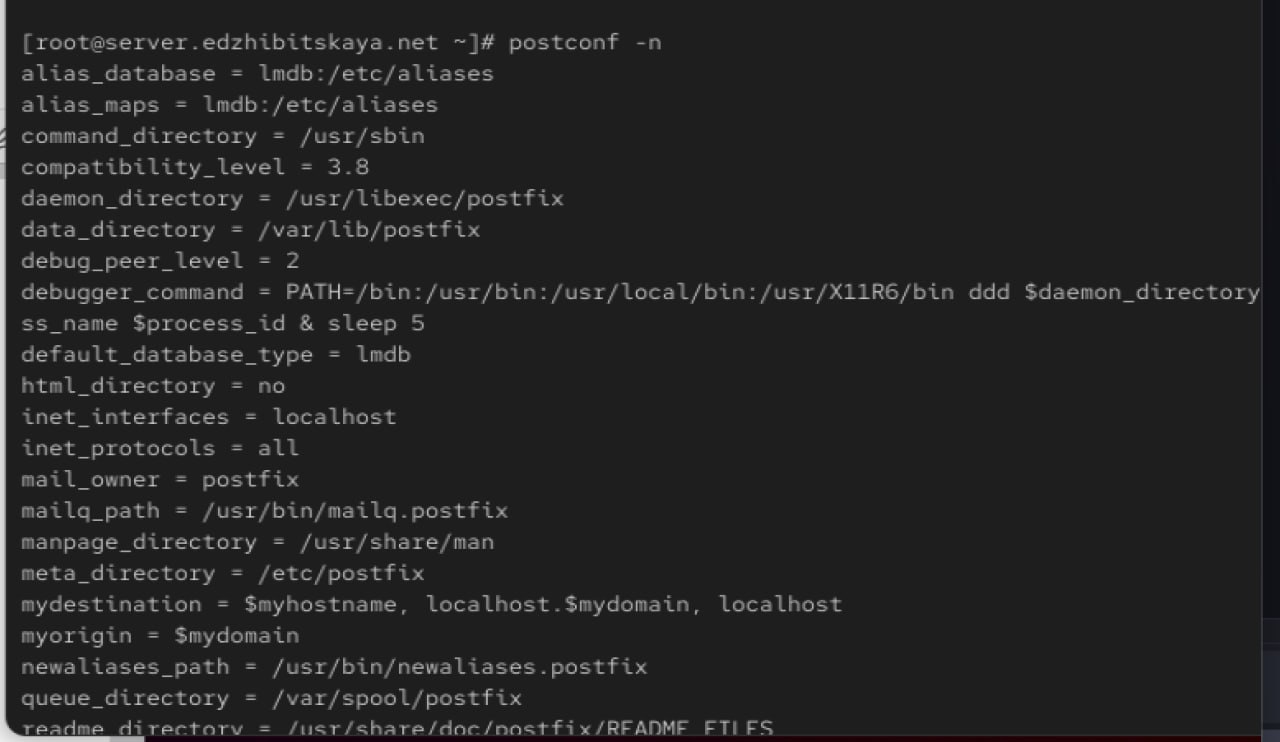 [root@server.edzhibitskaya.net ~]# postconf -n
alias_database = lmdb:/etc/aliases
alias_maps = lmdb:/etc/aliases
command_directory = /usr/sbin
compatibility_level = 3.8
daemon_directory = /usr/libexec/postfix
data_directory = /var/lib/postfix
debug_peer_level = 2
debugger_command = PATH=/bin:/usr/bin:/usr/local/bin:/usr/X11R6/bin ddd $daemon_directory
ss_name $process_id & sleep 5
default_database_type = lmdb
html_directory = no
inet_interfaces = localhost
inet_protocols = all
mail_owner = postfix
mailq_path = /usr/bin/mailq.postfix
manpage_directory = /usr/share/man
meta_directory = /etc/postfix
mydestination = $myhostname, localhost.$mydomain, localhost
myorigin = $mydomain
newaliases_path = /usr/bin/newaliases.postfix
queue_directory = /var/spool/postfix
readme_directory = /usr/share/doc/postfix/README_FILES